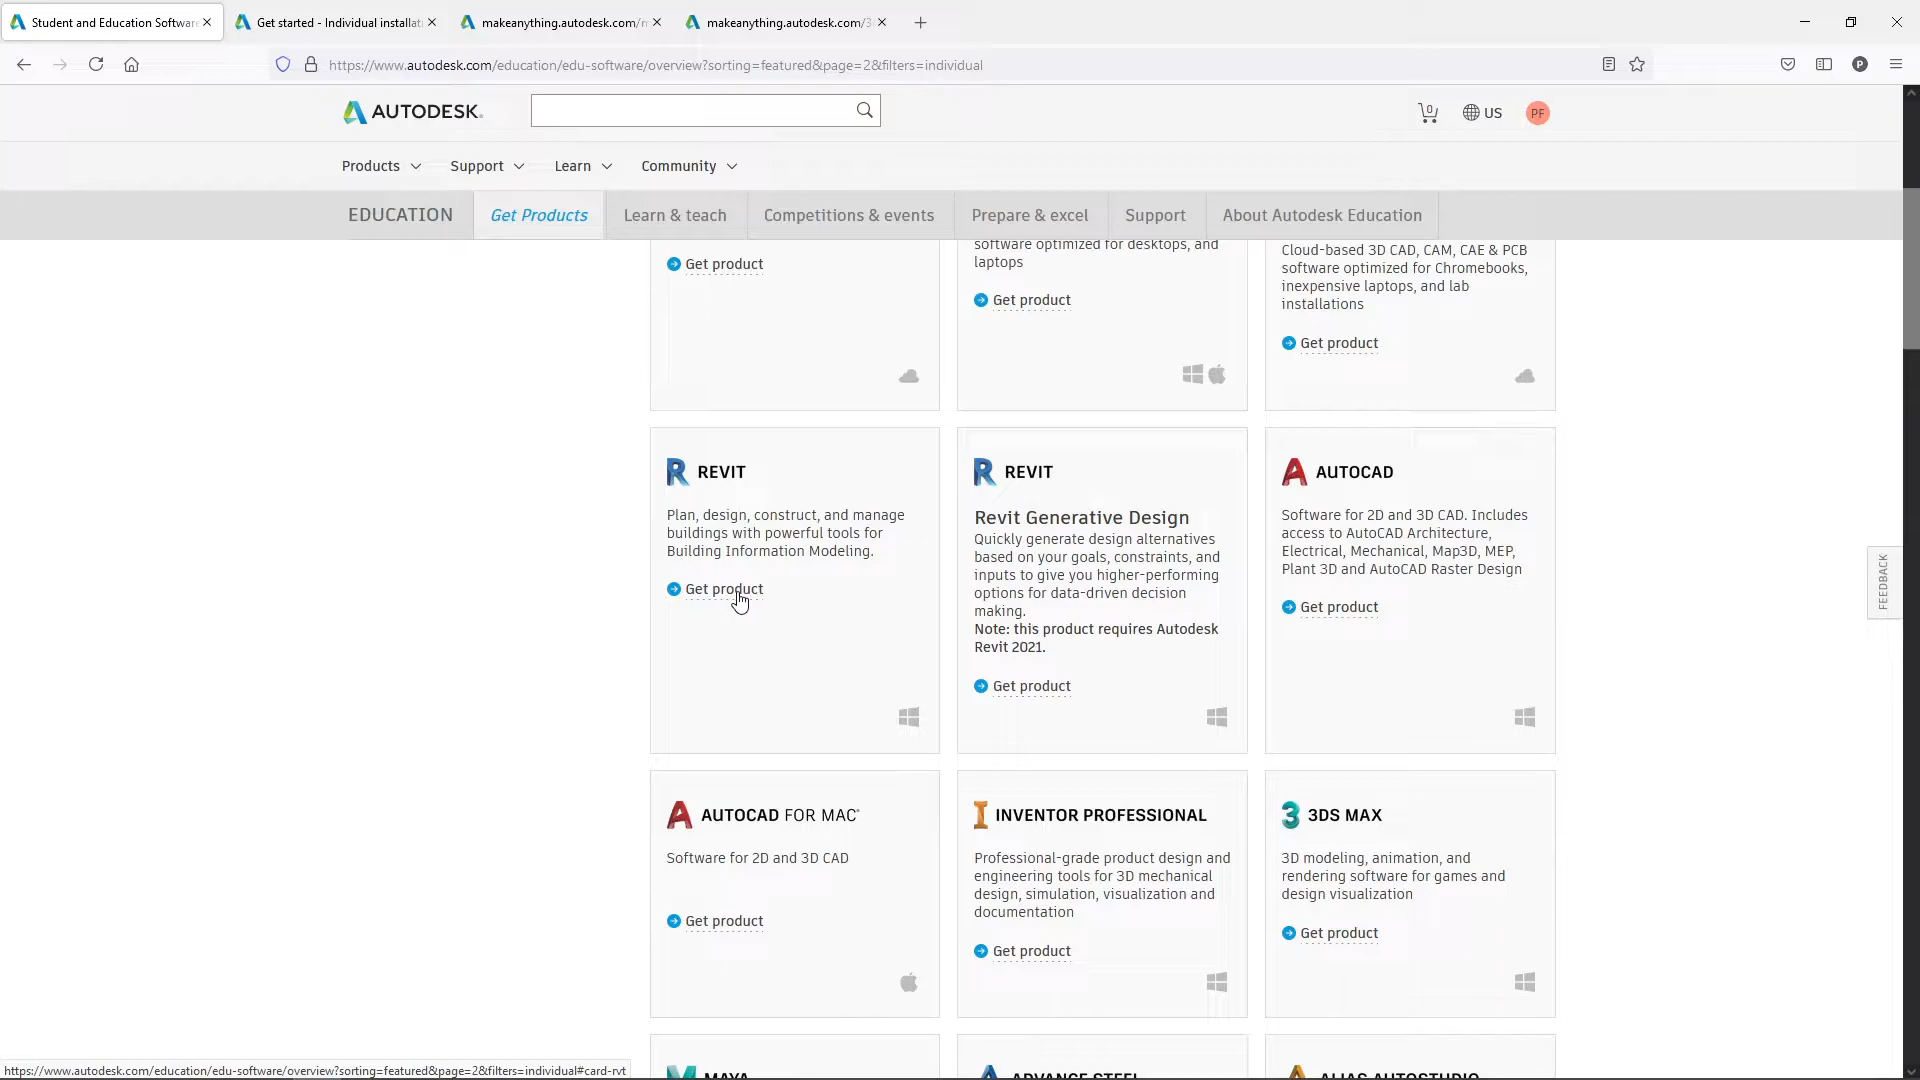 Student and Education Software
Get started - Individual installat
makeanything.autodesk.com/
makeanything.autodesk.com/3
https://www.autodesk.com/education/edu-software/overview?sorting=featured&page=2&filters=individual
P
AUTODESK
0
US
PF
Products
Support
Learn
Community
EDUCATION
Get Products
Learn & teach
Competitions & events
Prepare & excel
Support
About Autodesk Education
Get product
software optimized for desktops, and
laptops
Get product
Cloud-based 3D CAD, CAM, CAE & PCB
software optimized for Chromebooks,
inexpensive laptops, and lab
installations
Get product
REVIT
Plan, design, construct, and manage
buildings with powerful tools for
Building Information Modeling.
Get product
REVIT
Revit Generative Design
Quickly generate design alternatives
based on your goals, constraints, and
inputs to give you higher-performing
options for data-driven decision
making.
Note: this product requires Autodesk
Revit 2021.
Get product
AUTOCAD
Software for 2D and 3D CAD. Includes
access to AutoCAD Architecture,
Electrical, Mechanical, Map3D, MEP,
Plant 3D and AutoCAD Raster Design
Get product
FEEDBACK
AUTOCAD FOR MAC®
Software for 2D and 3D CAD
Get product
INVENTOR PROFESSIONAL
Professional-grade product design and
engineering tools for 3D mechanical
design, simulation, visualization and
documentation
Get product
3DS MAX
3D modeling, animation, and
rendering software for games and
design visualization
Get product
MAYA
ADVANCE STEEL
ALIAS AUTOSTUDIO
https://www.autodesk.com/education/edu-software/overview?sorting=featured&page=2&filters=individual#card-rvt